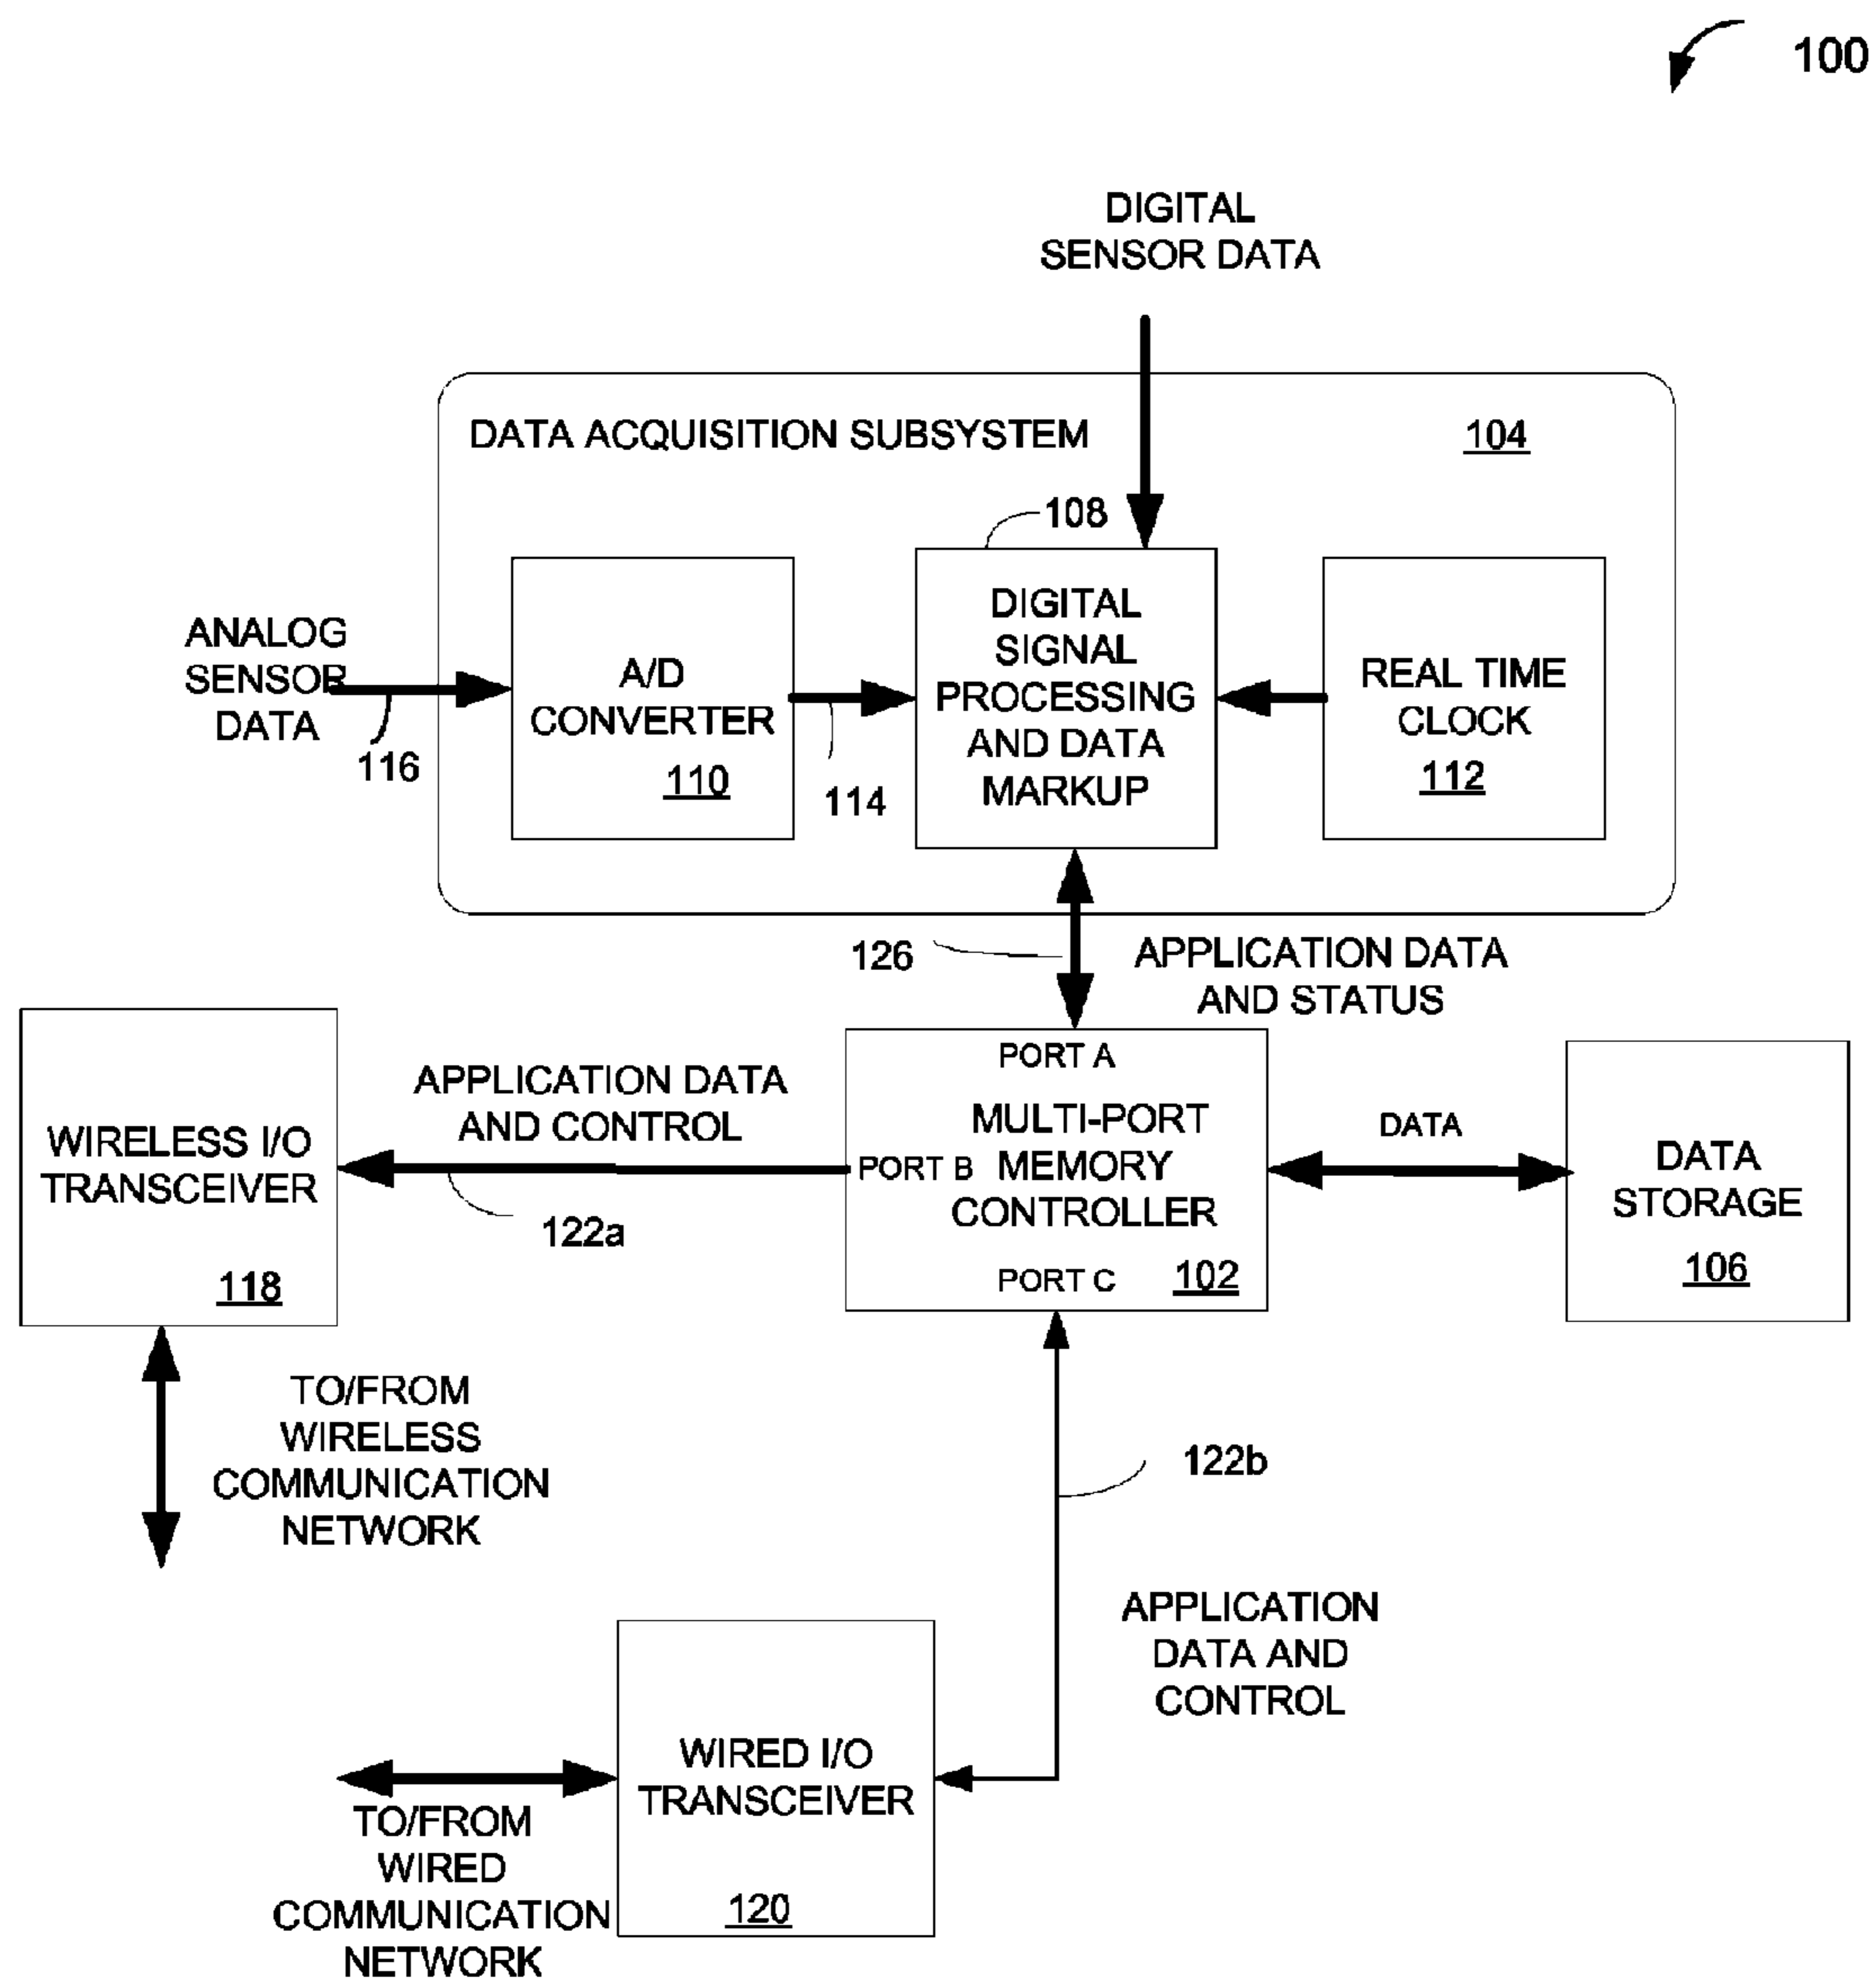 100
DIGITAL
SENSOR DATA
DATA ACQUISITION SUBSYSTEM
104
108
ANALOG
SENSOR
DATA
116
A/D
CONVERTER
110
114
DIGITAL
SIGNAL
PROCESSING
AND DATA
MARKUP
REAL TIME
CLOCK
112
126
APPLICATION DATA
AND STATUS
WIRELESS I/O
TRANSCEIVER
118
APPLICATION DATA
AND CONTROL
122a
PORT A
MULTI-PORT
PORT B MEMORY
CONTROLLER
PORT C
102
DATA
DATA
STORAGE
106
TO/FROM
WIRELESS
COMMUNICATION
NETWORK
122b
APPLICATION
DATA AND
CONTROL
WIRED I/O
TRANSCEIVER
120
TO/FROM
WIRED
COMMUNICATION
NETWORK